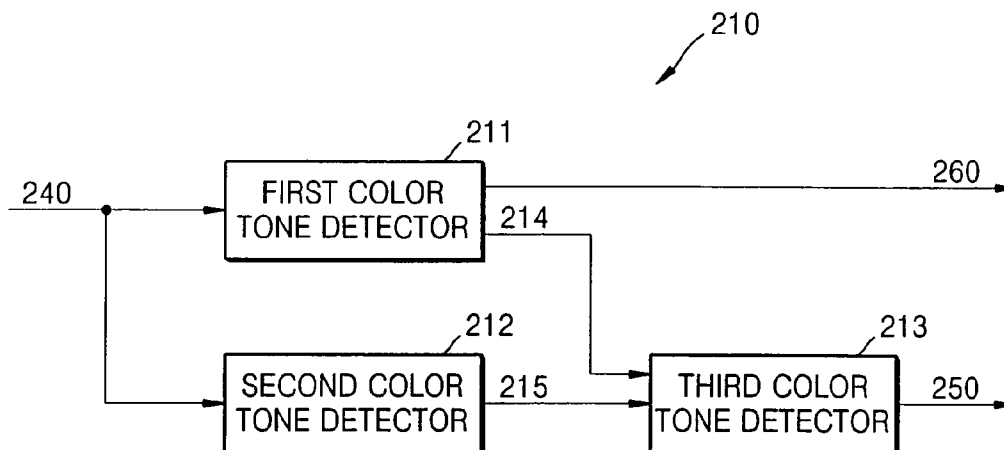 210
211
FIRST COLOR
TONE DETECTOR
240
260
214
212
SECOND COLOR
TONE DETECTOR
215
213
THIRD COLOR
TONE DETECTOR
250